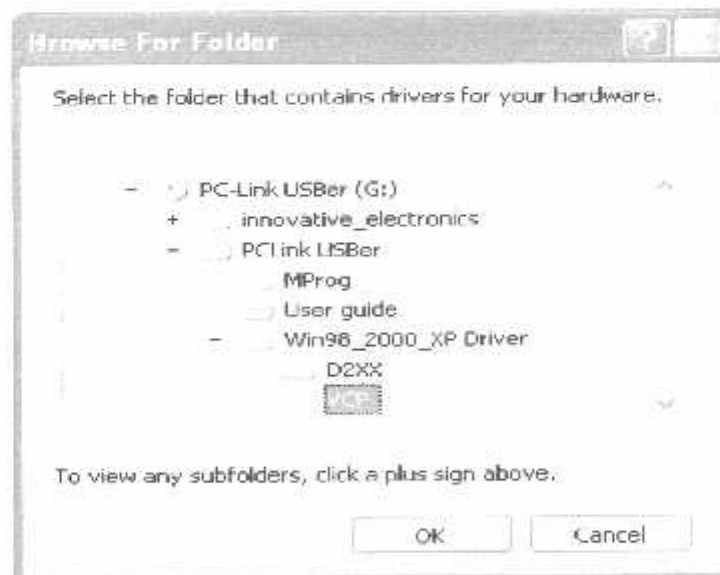 Browse For Folder
?
Select the folder that contains drivers for your hardware.
- PC-Link USBer (G:)
+ innovative_electronics
- PCLink USBer
MProg
User guide
- Win98_2000_XP Driver
D2XX
VCP
To view any subfolders, click a plus sign above.
OK Cancel